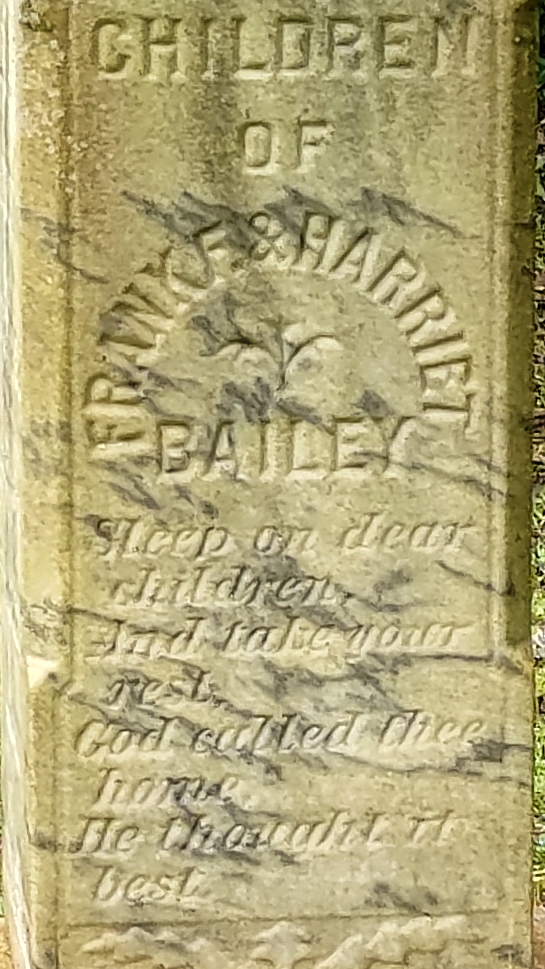 CHILDREN
OF
FRANK F. & HARRIET
BAILEY
Sleep on dear
children.
And take your
rest.
God called thee
home,
He thought it
best.